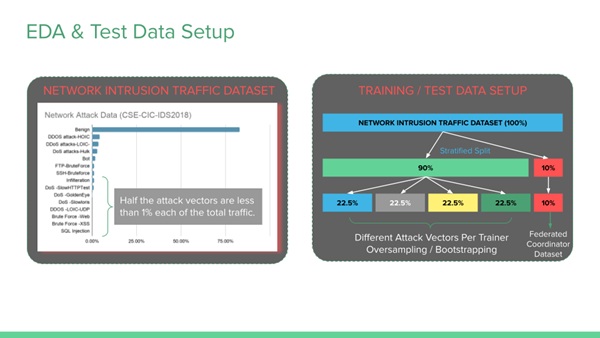 EDA & Test Data Setup
NETWORK INTRUSION TRAFFIC DATASET
Network Attack Data (CSE-CIC-IDS2018)
Benign
DDOS attack-HOIC
DDoS attacks-LOIC-
DoS attacks-Hulk
Bot
FTP-BruteForce
SSH-Bruteforce
Infilteration
DoS -SlowHTTPTest
DoS -GoldenEye
DoS -Slowloris
DDOS -LOIC-UDP
Brute Force -Web
Brute Force -XSS
SQL Injection
0.00%
25.00%
50.00%
75.00%
Half the attack vectors are less
than 1% each of the total traffic.
TRAINING / TEST DATA SETUP
NETWORK INTRUSION TRAFFIC DATASET (100%)
Stratified Split
90%
10%
22.5%
22.5%
22.5%
22.5%
10%
Different Attack Vectors Per Trainer
Oversampling / Bootstrapping
Federated
Coordinator
Dataset